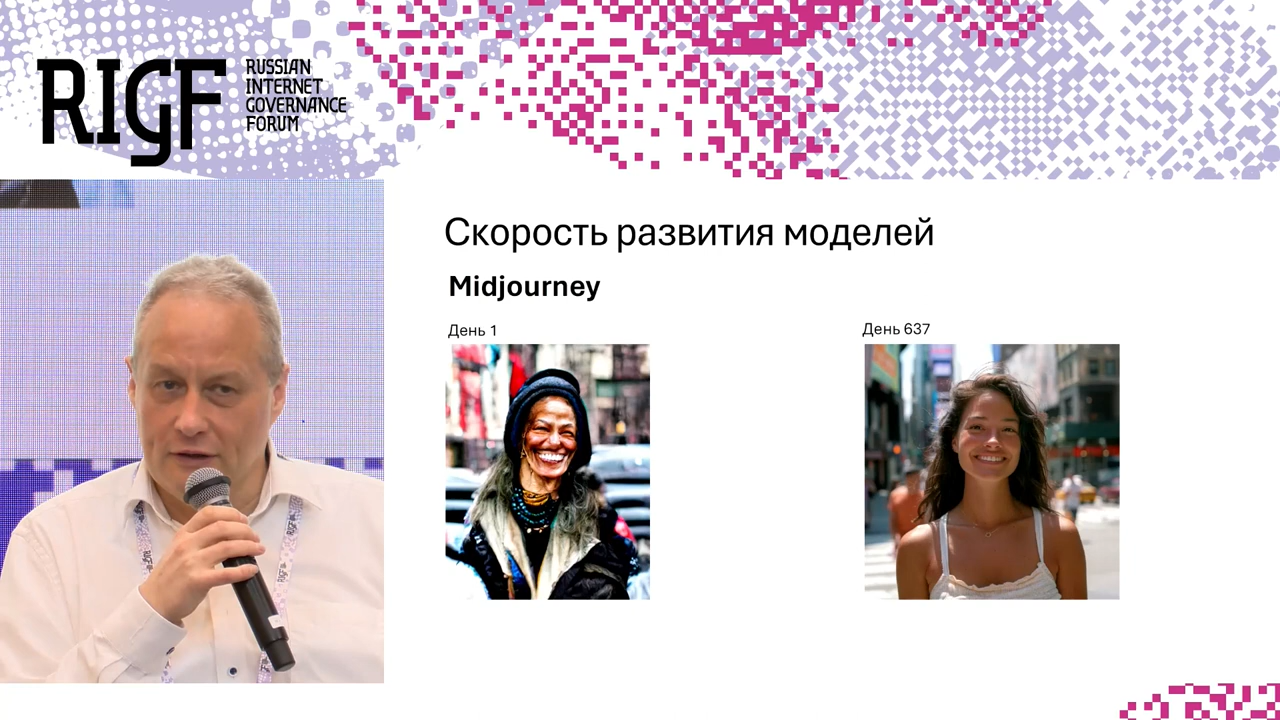 RIGF
RUSSIAN
INTERNET
GOVERNANCE
FORUM
Скорость развития моделей
Midjourney
День 1
День 637